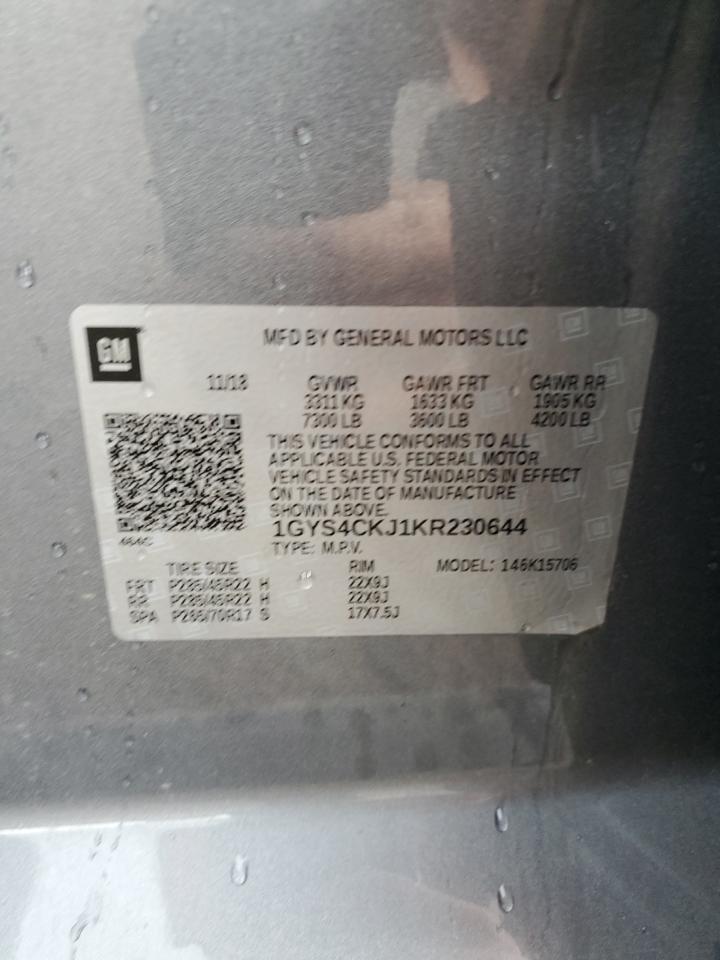 GM
MFD BY GENERAL MOTORS LLC
11/18 GVWR GAWR FRT GAWR RR
3311 KG 1633 KG 1905 KG
7300 LB 3600 LB 4200 LB
THIS VEHICLE CONFORMS TO ALL
APPLICABLE U.S. FEDERAL MOTOR
VEHICLE SAFETY STANDARDS IN EFFECT
ON THE DATE OF MANUFACTURE
SHOWN ABOVE.
1GYS4CKJ1KR230644
TYPE: M.P.V.
TIRE SIZE RIM MODEL: 146K15706
FRT P285/45R22 H 22X9J
RR P285/45R22 H 22X9J
SPA P265/70R17 S 17X7.5J